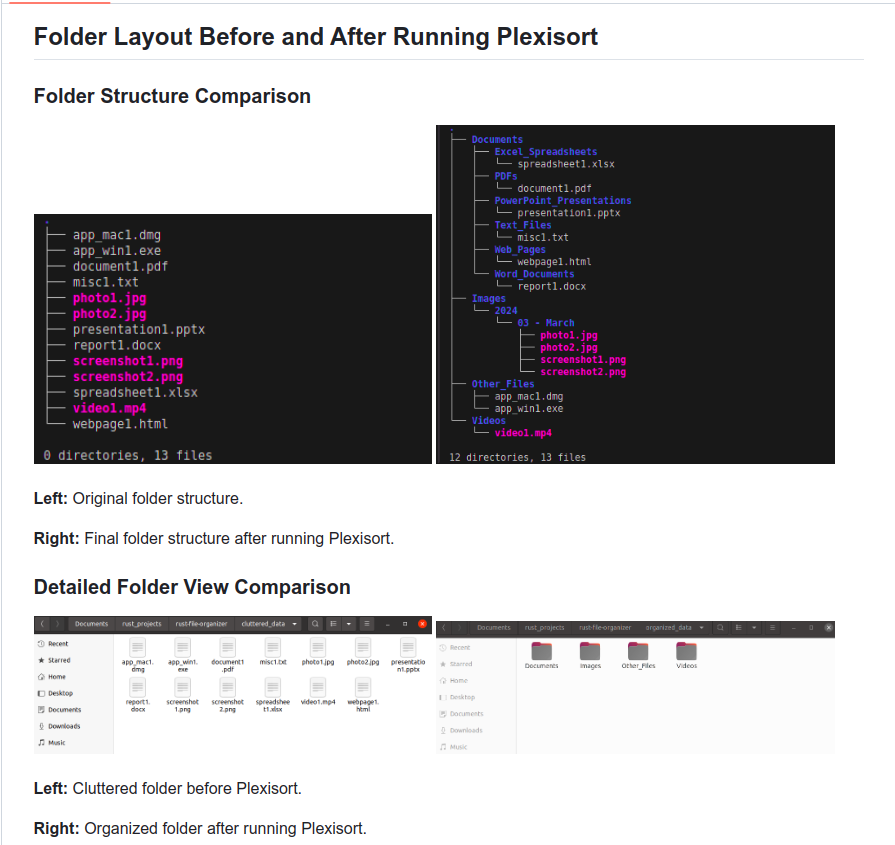 Folder Layout Before and After Running Plexisort
Folder Structure Comparison
.
├── app_mac1.dmg
├── app_win1.exe
├── document1.pdf
├── misc1.txt
├── photo1.jpg
├── photo2.jpg
├── presentation1.pptx
├── report1.docx
├── screenshot1.png
├── screenshot2.png
├── spreadsheet1.xlsx
├── video1.mp4
└── webpage1.html
0 directories, 13 files
.
├── Documents
│   ├── Excel_Spreadsheets
│   │   └── spreadsheet1.xlsx
│   ├── PDFs
│   │   └── document1.pdf
│   ├── PowerPoint_Presentations
│   │   └── presentation1.pptx
│   ├── Text_Files
│   │   └── misc1.txt
│   ├── Web_Pages
│   │   └── webpage1.html
│   └── Word_Documents
│       └── report1.docx
├── Images
│   └── 2024
│       └── 03 - March
│           ├── photo1.jpg
│           ├── photo2.jpg
│           ├── screenshot1.png
│           └── screenshot2.png
├── Other_Files
│   ├── app_mac1.dmg
│   └── app_win1.exe
└── Videos
    └── video1.mp4
12 directories, 13 files
Left: Original folder structure.
Right: Final folder structure after running Plexisort.
Detailed Folder View Comparison
Documents rust_projects rust-file-organizer cluttered_data
Recent
Starred
Home
Desktop
Documents
Downloads
Music
app_mac1.dmg app_win1.exe document1.pdf misc1.txt photo1.jpg photo2.jpg presentation1.pptx
report1.docx screenshot1.png screenshot2.png spreadsheet1.xlsx video1.mp4 webpage1.html
Documents rust_projects rust-file-organizer organized_data
Recent
Starred
Home
Desktop
Documents
Downloads
Music
Documents Images Other_Files Videos
Left: Cluttered folder before Plexisort.
Right: Organized folder after running Plexisort.